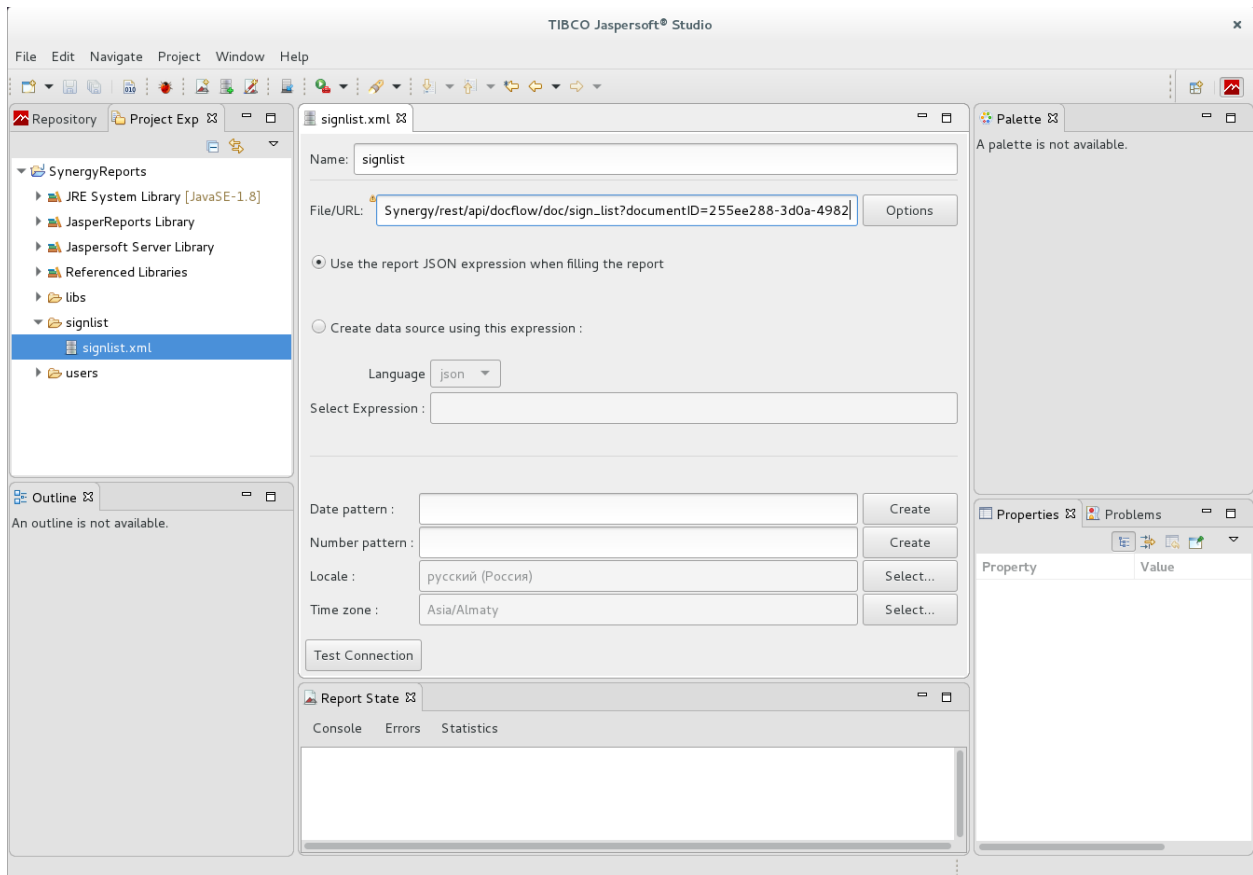 TIBCO Jaspersoft® Studio
File Edit Navigate Project Window Help
Repository
Project Exp
SynergyReports
JRE System Library [JavaSE-1.8]
JasperReports Library
Jaspersoft Server Library
Referenced Libraries
libs
signlist
signlist.xml
users
Outline
An outline is not available.
signlist.xml
Name: signlist
File/URL: Synergy/rest/api/docflow/doc/sign_list?documentID=255ee288-3d0a-4982 Options
Use the report JSON expression when filling the report
Create data source using this expression :
Language json
Select Expression :
Date pattern : Create
Number pattern : Create
Locale : русский (Россия) Select...
Time zone : Asia/Almaty Select...
Test Connection
Report State
Console Errors Statistics
Palette
A palette is not available.
Properties Problems
Property Value